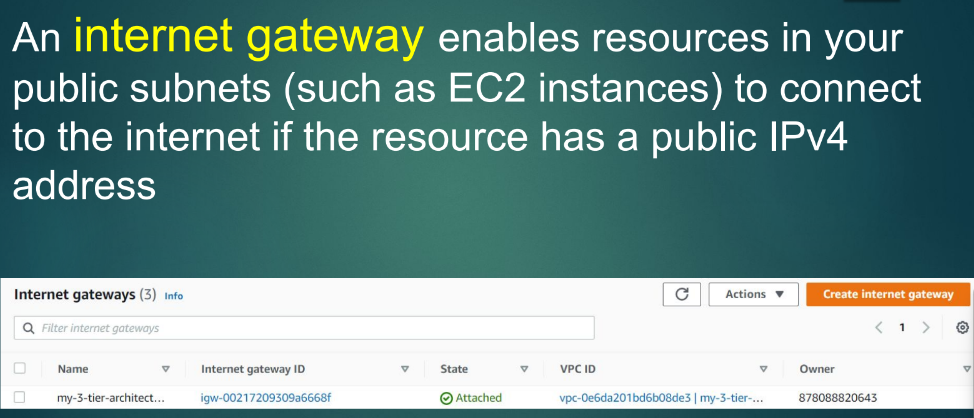 An internet gateway enables resources in your
public subnets (such as EC2 instances) to connect
to the internet if the resource has a public IPv4
address
Internet gateways (3) Info
Actions
Create internet gateway
Filter internet gateways
1
Name
Internet gateway ID
State
VPC ID
Owner
my-3-tier-architect...
igw-00217209309a6668f
Attached
vpc-0e6da201bd6b08de3 | my-3-tier-...
878088820643